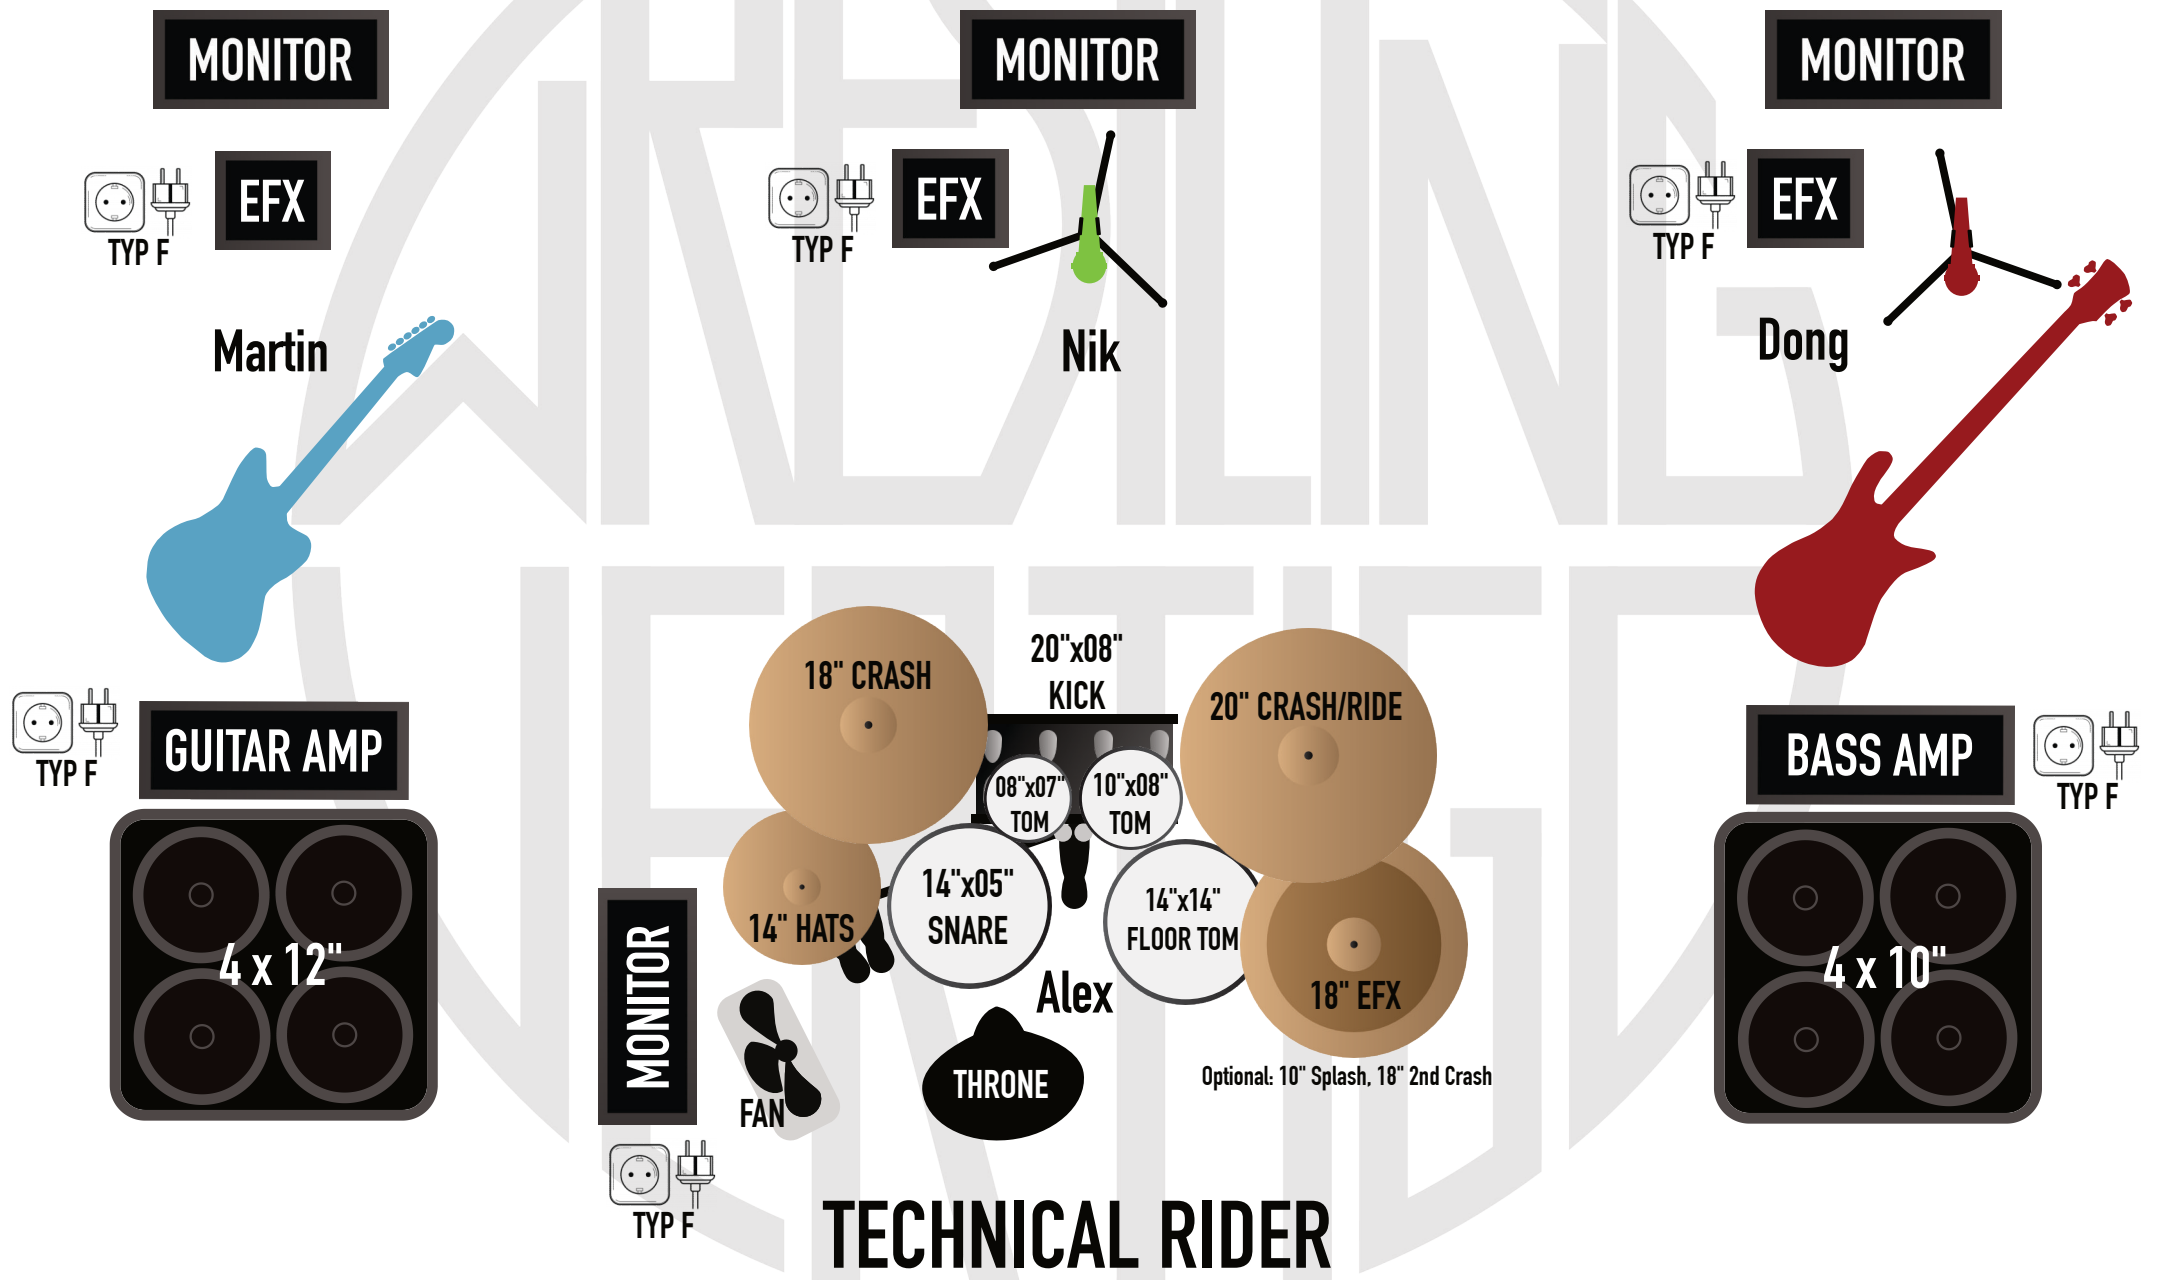 MONITOR
MONITOR
MONITOR
EFX
TYP F
EFX
TYP F
EFX
TYP F
Martin
Nik
Dong
20"x08"
KICK
18" CRASH
20" CRASH/RIDE
TYP F
GUITAR AMP
BASS AMP
TYP F
08"x07"
TOM
10"x08"
TOM
14"x05"
SNARE
14"x14"
FLOOR TOM
14" HATS
4 x 12"
4 x 10"
MONITOR
Alex
18" EFX
THRONE
Optional: 10" Splash, 18" 2nd Crash
FAN
TYP F
TECHNICAL RIDER